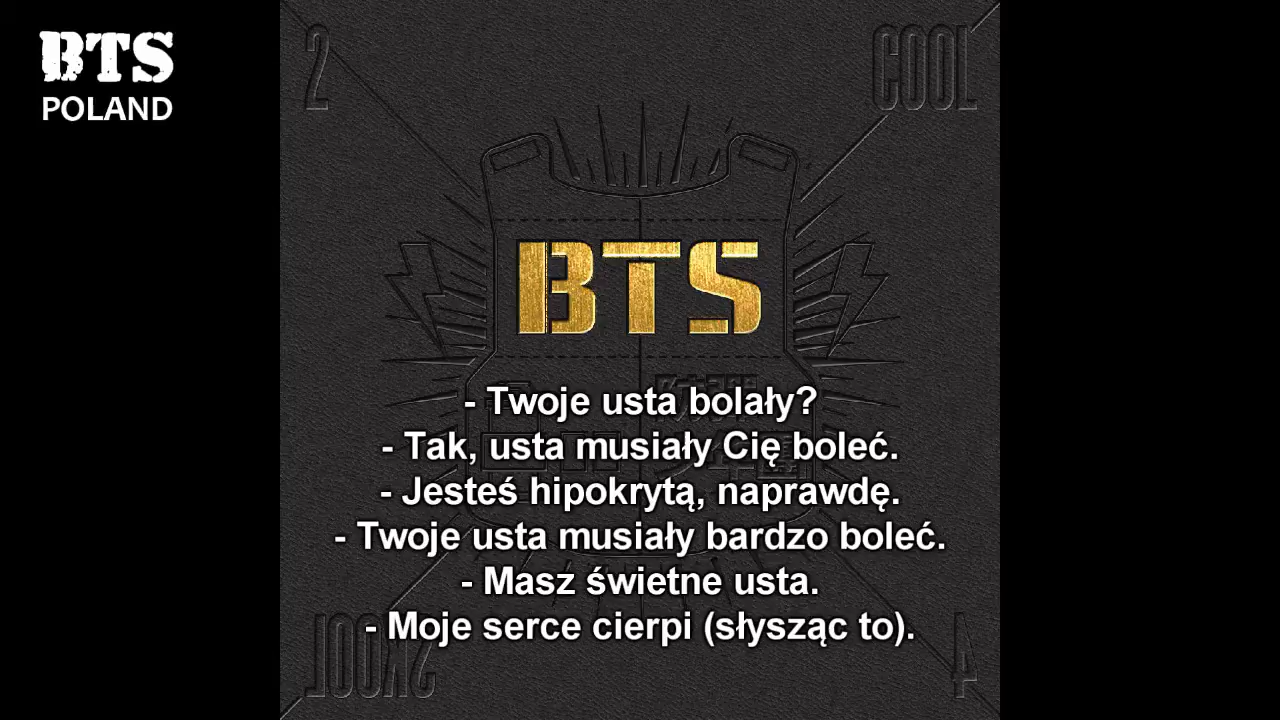 BTS
POLAND
2
COOL
BTS
- Twoje usta bolały?
- Tak, usta musiały Cię boleć.
- Jesteś hipokrytą, naprawdę.
- Twoje usta musiały bardzo boleć.
- Masz świetne usta.
- Moje serce cierpi (słysząc to).
2KOOL
4